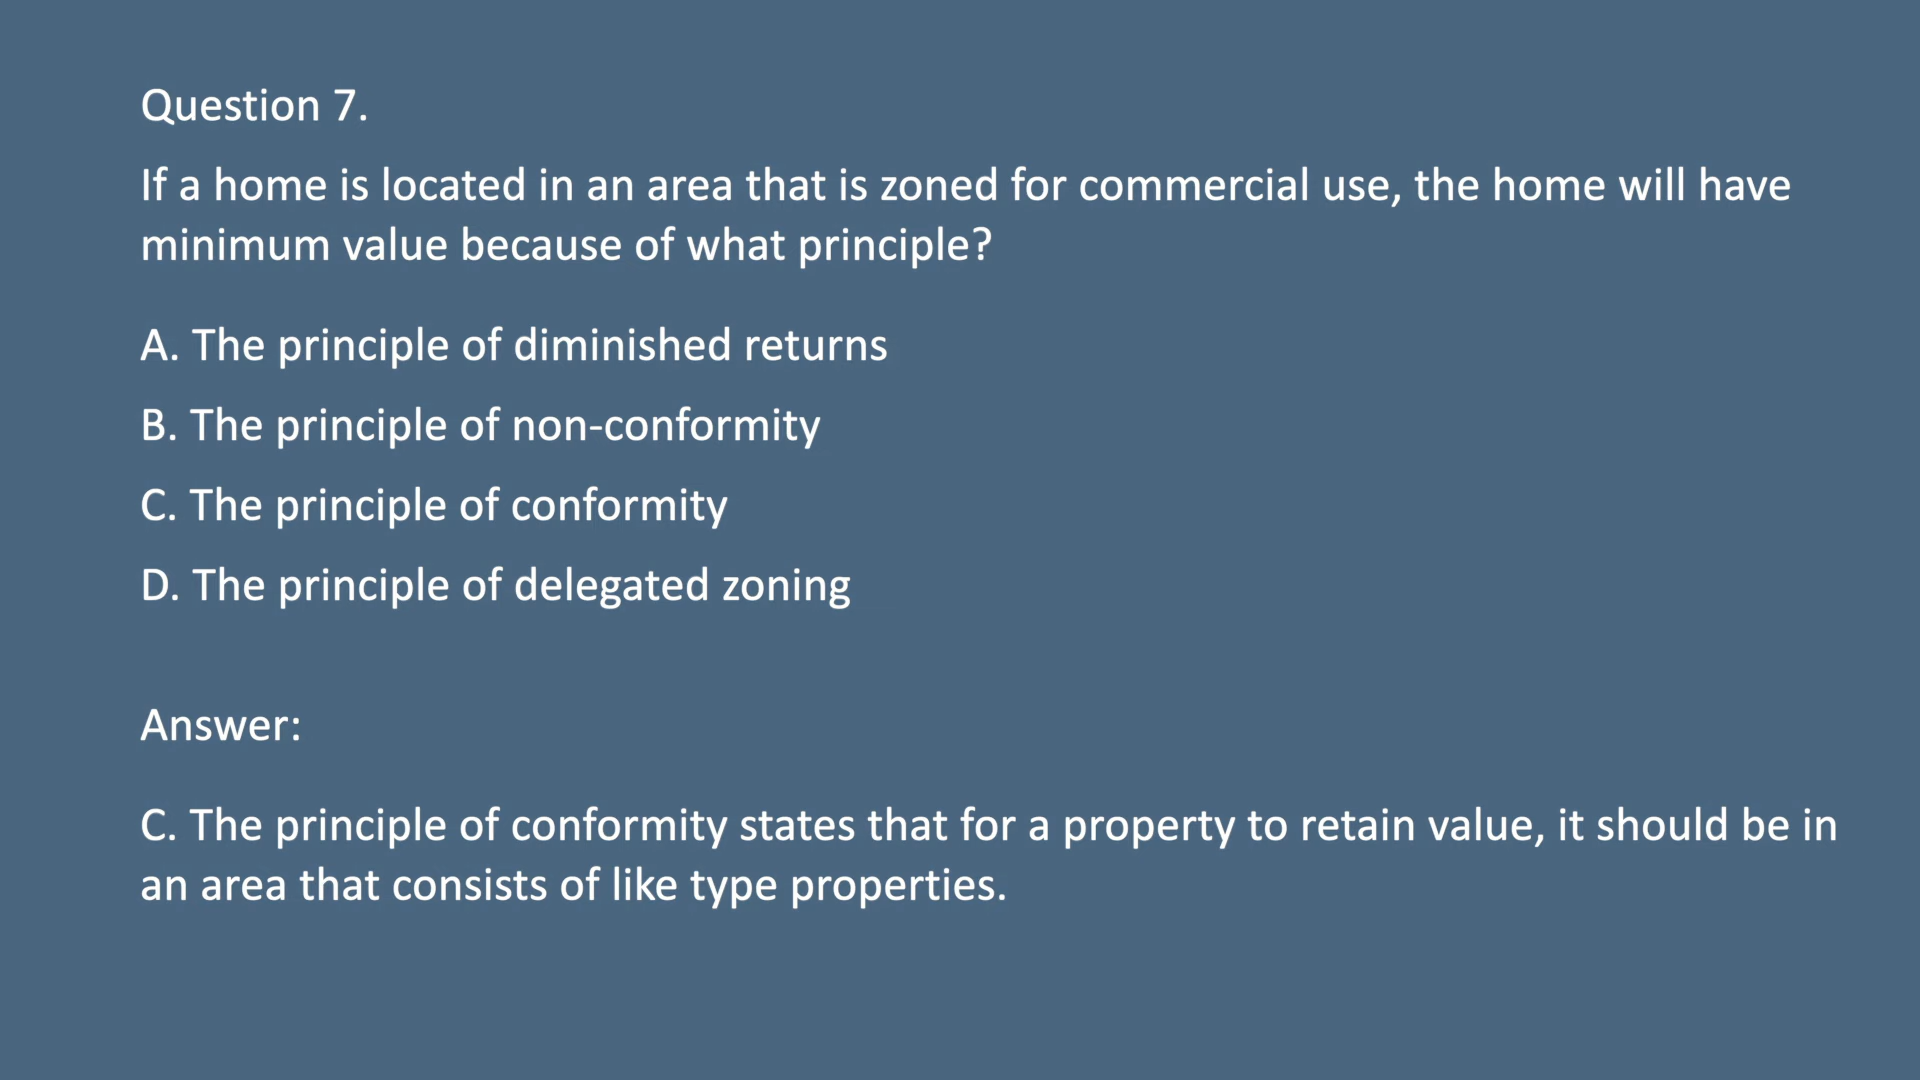 Question 7.
If a home is located in an area that is zoned for commercial use, the home will have
minimum value because of what principle?
A. The principle of diminished returns
B. The principle of non-conformity
C. The principle of conformity
D. The principle of delegated zoning
Answer:
C. The principle of conformity states that for a property to retain value, it should be in
an area that consists of like type properties.